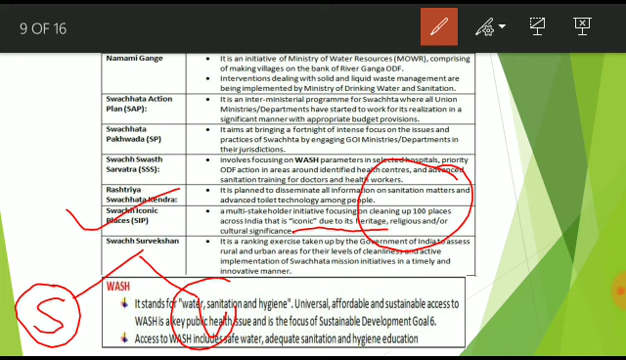 9 OF 16
Namami Gange
• It is an initiative of Ministry of Water Resources (MOWR), comprising
of making villages on the bank of River Ganga ODF.
• Interventions dealing with solid and liquid waste management are
being implemented by Ministry of Drinking Water and Sanitation.
Swachhata Action
Plan (SAP):
• It is an inter-ministerial programme for Swachhta where all Union
Ministries/Departments have started to work for its realization in a
significant manner with appropriate budget provisions.
Swachhata
Pakhwada (SP)
• It aims at bringing a fortnight of intense focus on the issues and
practices of Swachhta by engaging GOI Ministries/Departments in
their jurisdictions.
Swachh Swasth
Sarvatra (SSS):
• involves focusing on WASH parameters in selected hospitals, priority
ODF action in areas around identified health centres, and advanced
sanitation training for doctors and health workers.
Rashtriya
Swachhata Kendra:
• It is planned to disseminate all information on sanitation matters and
advanced toilet technology among people.
Swachh Iconic
Places (SIP)
• a multi-stakeholder initiative focusing on cleaning up 100 places
across India that is "iconic" due to its heritage, religious and/or
cultural significance.
Swachh Surekshan
• It is a ranking exercise taken up by the Government of India to assess
rural and urban areas for their levels of cleanliness and active
implementation of Swachhata mission initiatives in a timely and
innovative manner.
WASH
It stands for "water, sanitation and hygiene". Universal, affordable and sustainable access to
WASH is a key public health issue and is the focus of Sustainable Development Goal 6.
Access to WASH includes safe water, adequate sanitation and hygiene education
S